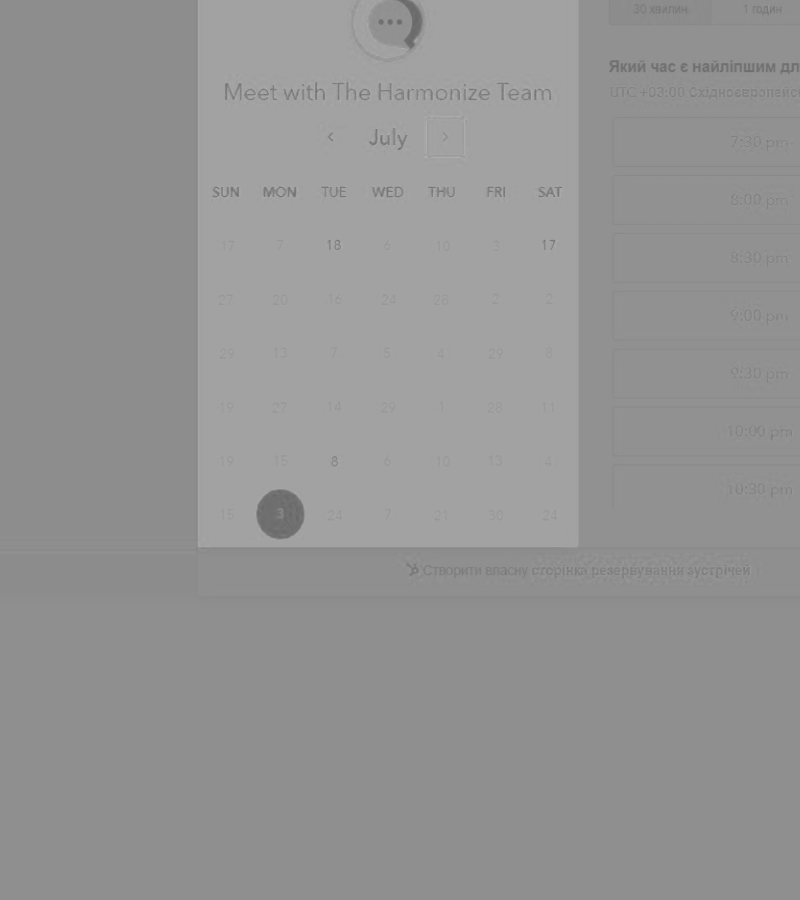 Meet with The Harmonize Team
July
SUN MON TUE WED THU FRI SAT
17 7 18 6 10 3 17
27 20 16 24 28 2 2
29 13 7 5 4 29 8
19 27 14 29 1 28 11
19 15 8 6 10 13 4
15 3 24 7 21 30 24
30 хвилин 1 годин
Який час є найліпшим дл
UTC +03:00 Східноєвропейсь
7:30 pm
8:00 pm
8:30 pm
9:00 pm
9:30 pm
10:00 pm
10:30 pm
Створити власну сторінка резервування зустрічей